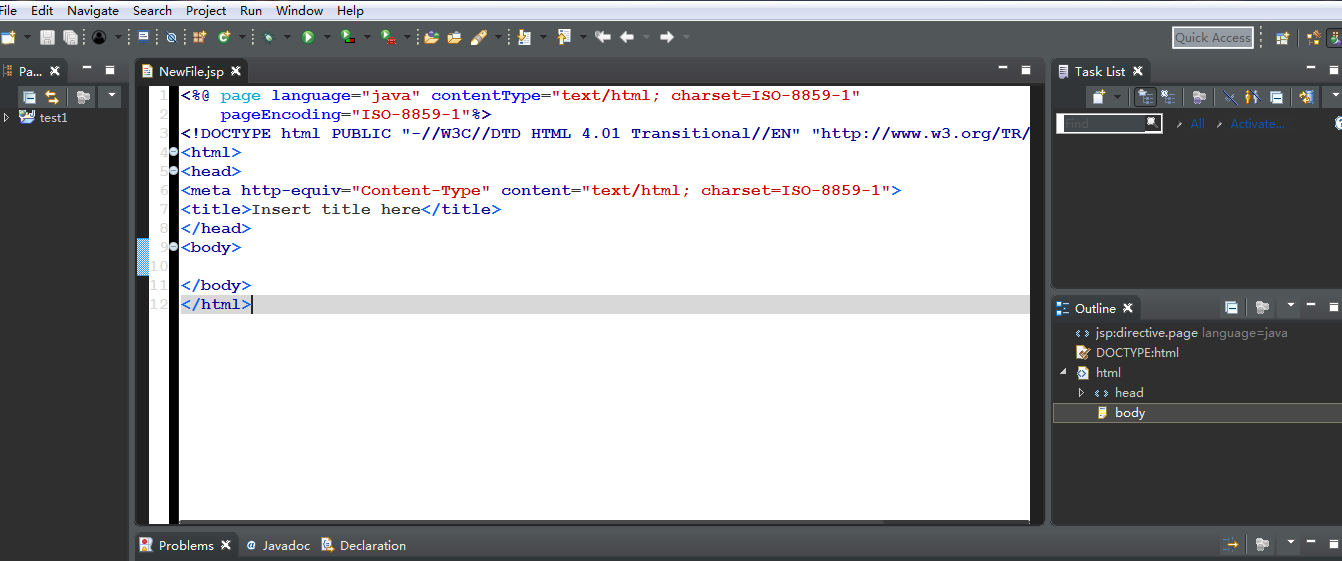 File Edit Navigate Search Project Run Window Help
Quick Access
Pa...
NewFile.jsp
Task List
test1
Find
All
Activate...
1 <%@ page language="java" contentType="text/html; charset=ISO-8859-1"
2 pageEncoding="ISO-8859-1"%>
3 <!DOCTYPE html PUBLIC "-//W3C//DTD HTML 4.01 Transitional//EN" "http://www.w3.org/TR/
4 <html>
5 <head>
6 <meta http-equiv="Content-Type" content="text/html; charset=ISO-8859-1">
7 <title>Insert title here</title>
8 </head>
9 <body>
10
11 </body>
12 </html>
Outline
jsp:directive.page language=java
DOCTYPE:html
html
head
body
Problems
Javadoc
Declaration